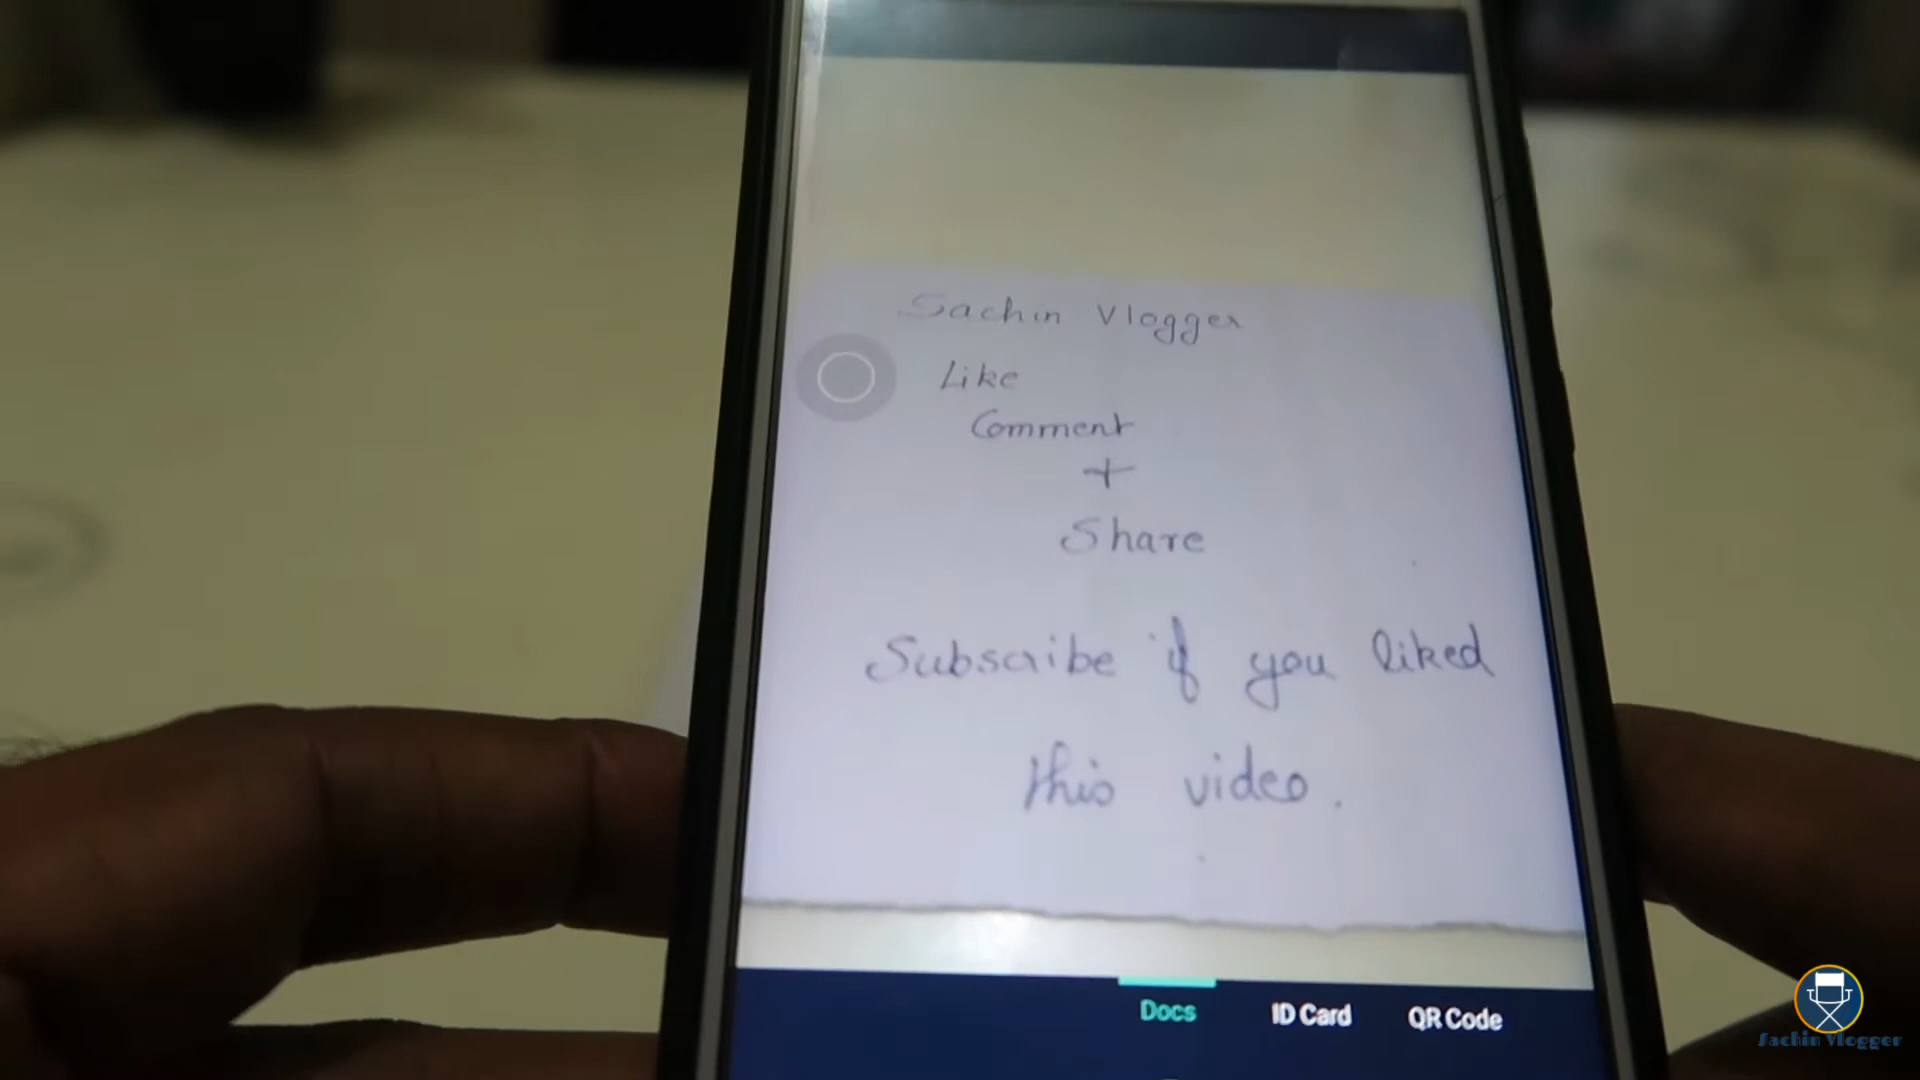 Sachin Vlogger
Like
Comment
+
Share
Subscribe if you liked
this video.
Docs ID Card QR Code
Sachin Vlogger